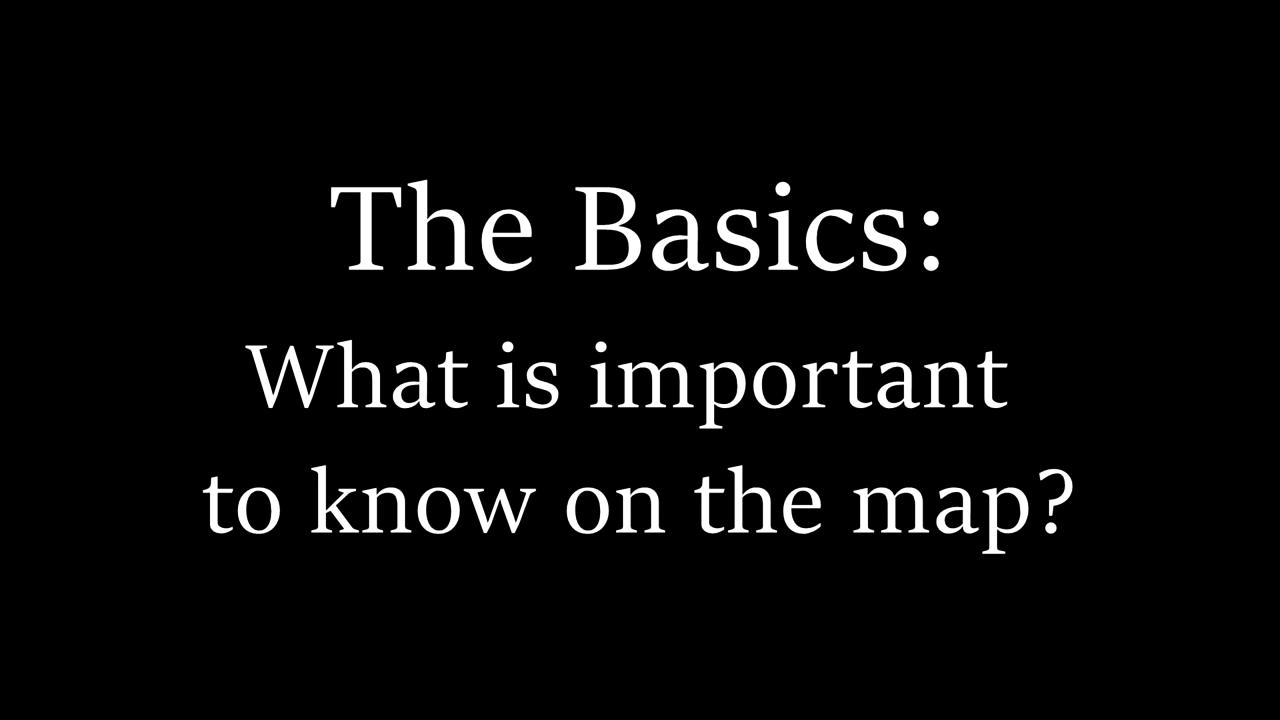 The Basics:
What is important
to know on the map?